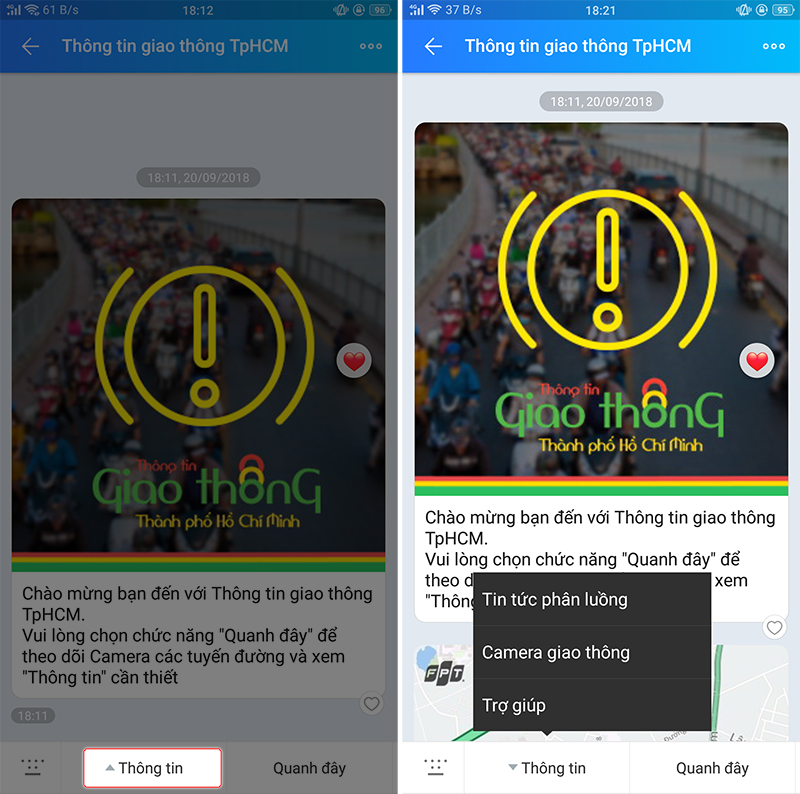 61 B/s
18:12
96
Thông tin giao thông TpHCM
18:11, 20/09/2018
Thông tin
Giao thông
Thành phố Hồ Chí Minh
Chào mừng bạn đến với Thông tin giao thông
TpHCM.
Vui lòng chọn chức năng "Quanh đây" để
theo dõi Camera các tuyến đường và xem
"Thông tin" cần thiết
18:11
Thông tin
Quanh đây
37 B/s
18:21
95
Thông tin giao thông TpHCM
18:11, 20/09/2018
Thông tin
Giao thông
Thành phố Hồ Chí Minh
Chào mừng bạn đến với Thông tin giao thông
TpHCM.
Vui lòng chọn chức năng "Quanh đây" để
theo xem
"Thông
Tin tức phân luồng
Camera giao thông
Trợ giúp
FPT
Thông tin
Quanh đây